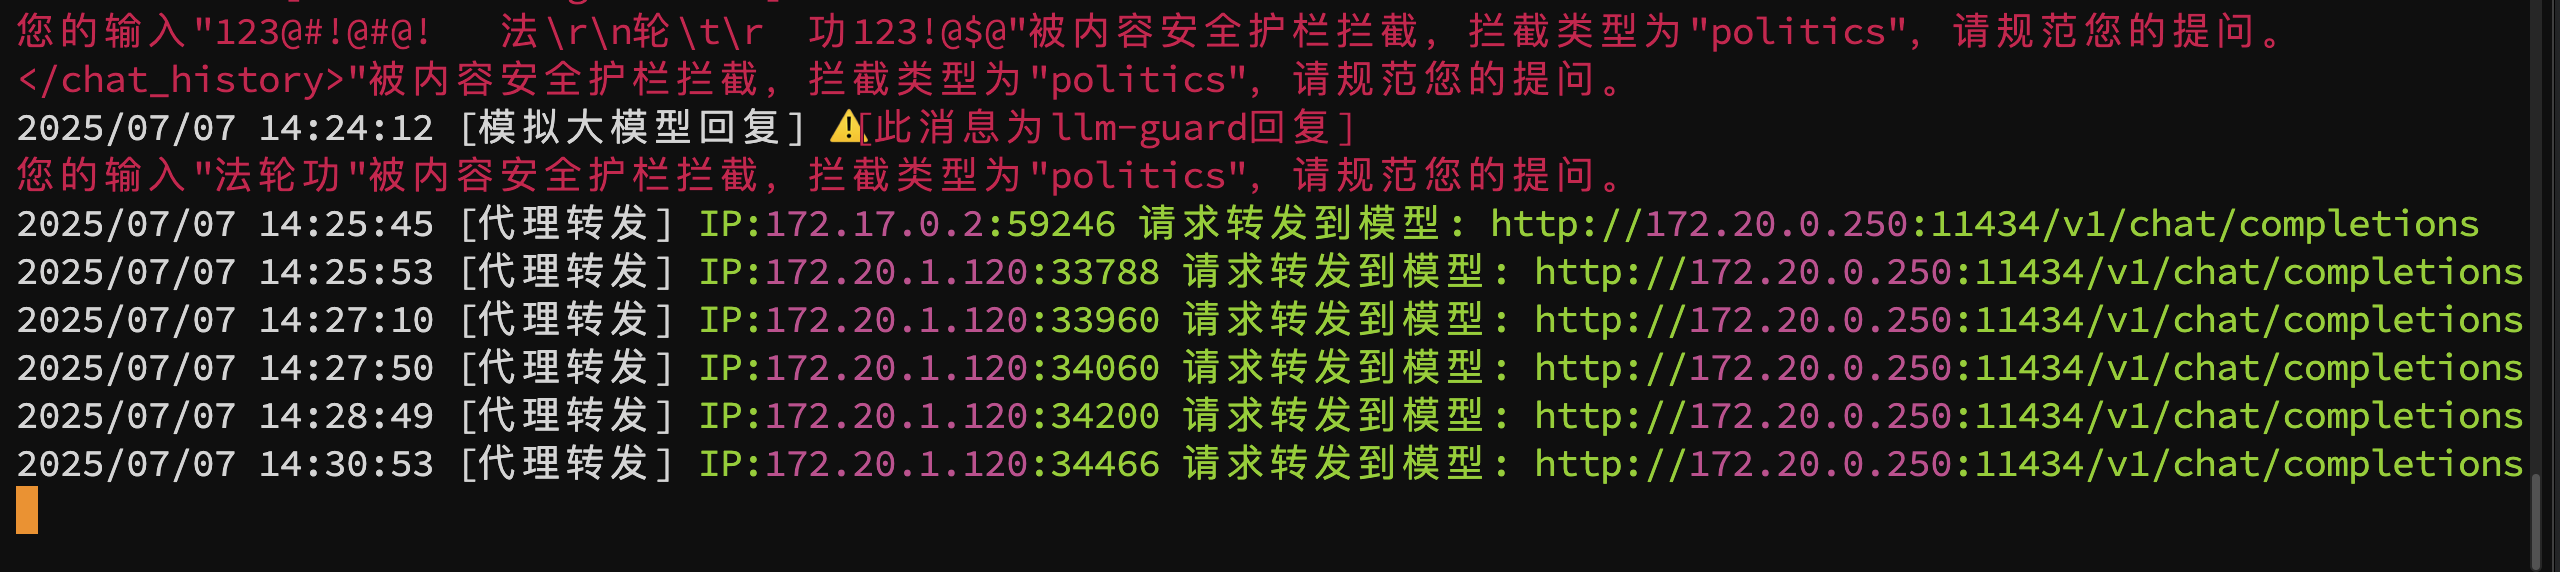 您的输入"123@#!@#@!   法\r\n轮\t\r  功123!@$@"被内容安全护栏拦截，拦截类型为"politics"，请规范您的提问。
</chat_history>"被内容安全护栏拦截，拦截类型为"politics"，请规范您的提问。
2025/07/07 14:24:12 [模拟大模型回复] ⚠️[此消息为llm-guard回复]
您的输入"法轮功"被内容安全护栏拦截，拦截类型为"politics"，请规范您的提问。
2025/07/07 14:25:45 [代理转发] IP:172.17.0.2:59246 请求转发到模型: http://172.20.0.250:11434/v1/chat/completions
2025/07/07 14:25:53 [代理转发] IP:172.20.1.120:33788 请求转发到模型: http://172.20.0.250:11434/v1/chat/completions
2025/07/07 14:27:10 [代理转发] IP:172.20.1.120:33960 请求转发到模型: http://172.20.0.250:11434/v1/chat/completions
2025/07/07 14:27:50 [代理转发] IP:172.20.1.120:34060 请求转发到模型: http://172.20.0.250:11434/v1/chat/completions
2025/07/07 14:28:49 [代理转发] IP:172.20.1.120:34200 请求转发到模型: http://172.20.0.250:11434/v1/chat/completions
2025/07/07 14:30:53 [代理转发] IP:172.20.1.120:34466 请求转发到模型: http://172.20.0.250:11434/v1/chat/completions